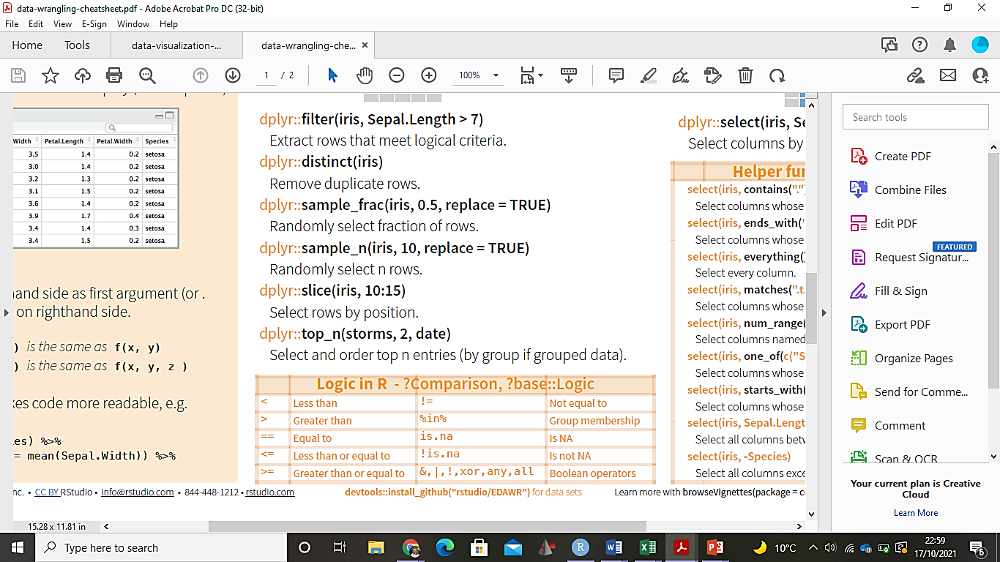 data-wrangling-cheatsheet.pdf - Adobe Acrobat Pro DC (32-bit)
File Edit View E-Sign Window Help
Home Tools data-visualization-... data-wrangling-che... ×
1 / 2 100%
Width Petal.Length Petal.Width Species
3.5 1.4 0.2 setosa
3.0 1.4 0.2 setosa
3.2 1.3 0.2 setosa
3.1 1.5 0.2 setosa
3.6 1.4 0.2 setosa
3.9 1.7 0.4 setosa
3.4 1.4 0.3 setosa
3.4 1.5 0.2 setosa
hand side as first argument (or .
on righthand side.
) is the same as f(x, y)
) is the same as f(x, y, z )
kes code more readable, e.g.
es) %>%
= mean(Sepal.Width)) %>%
dplyr::filter(iris, Sepal.Length > 7)
Extract rows that meet logical criteria.
dplyr::distinct(iris)
Remove duplicate rows.
dplyr::sample_frac(iris, 0.5, replace = TRUE)
Randomly select fraction of rows.
dplyr::sample_n(iris, 10, replace = TRUE)
Randomly select n rows.
dplyr::slice(iris, 10:15)
Select rows by position.
dplyr::top_n(storms, 2, date)
Select and order top n entries (by group if grouped data).
Logic in R - ?Comparison, ?base::Logic
< Less than != Not equal to
> Greater than %in% Group membership
== Equal to is.na Is NA
<= Less than or equal to !is.na Is not NA
>= Greater than or equal to &,|,!,xor,any,all Boolean operators
dplyr::select(iris, Se
Select columns by
Helper fur
select(iris, contains(".")
Select columns whose
select(iris, ends_with("
Select columns whose
select(iris, everything()
Select every column.
select(iris, matches(".t.
Select columns whose
select(iris, num_range(
Select columns named
select(iris, one_of(c("S
Select columns whose
select(iris, starts_with(
Select columns whose
select(iris, Sepal.Lengt
Select all columns betw
select(iris, -Species)
Select all columns exce
nc. • CC BY RStudio • info@rstudio.com • 844-448-1212 • rstudio.com
devtools::install_github("rstudio/EDAWR") for data sets
Learn more with browseVignettes(package = c
15.28 x 11.81 in
Search tools
Create PDF
Combine Files
Edit PDF
FEATURED
Request Signatur...
Fill & Sign
Export PDF
Organize Pages
Send for Comme...
Comment
Scan & OCR
Your current plan is Creative
Cloud
Learn More
Type here to search
10°C
22:59
17/10/2021
6